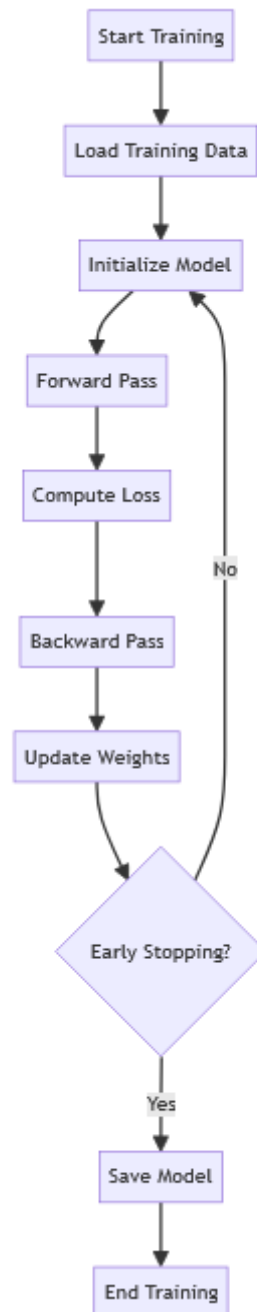 Start Training
Load Training Data
Initialize Model
Forward Pass
Compute Loss
No
Backward Pass
Update Weights
Early Stopping?
Yes
Save Model
End Training